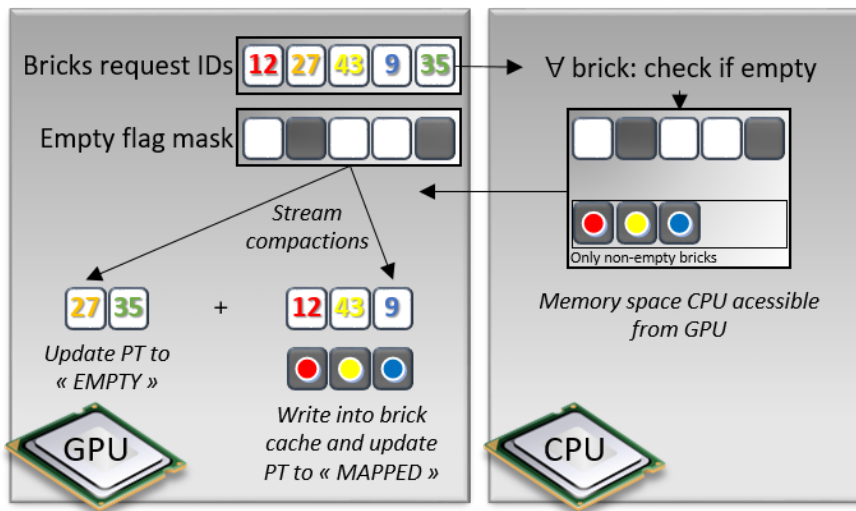 Bricks request IDs
12 27 43 9 35
Empty flag mask
Stream
compactions
27 35
+
12 43 9
Update PT to
« EMPTY »
Write into brick
cache and update
PT to « MAPPED »
GPU
∀ brick: check if empty
Only non-empty bricks
Memory space CPU acessible
from GPU
CPU